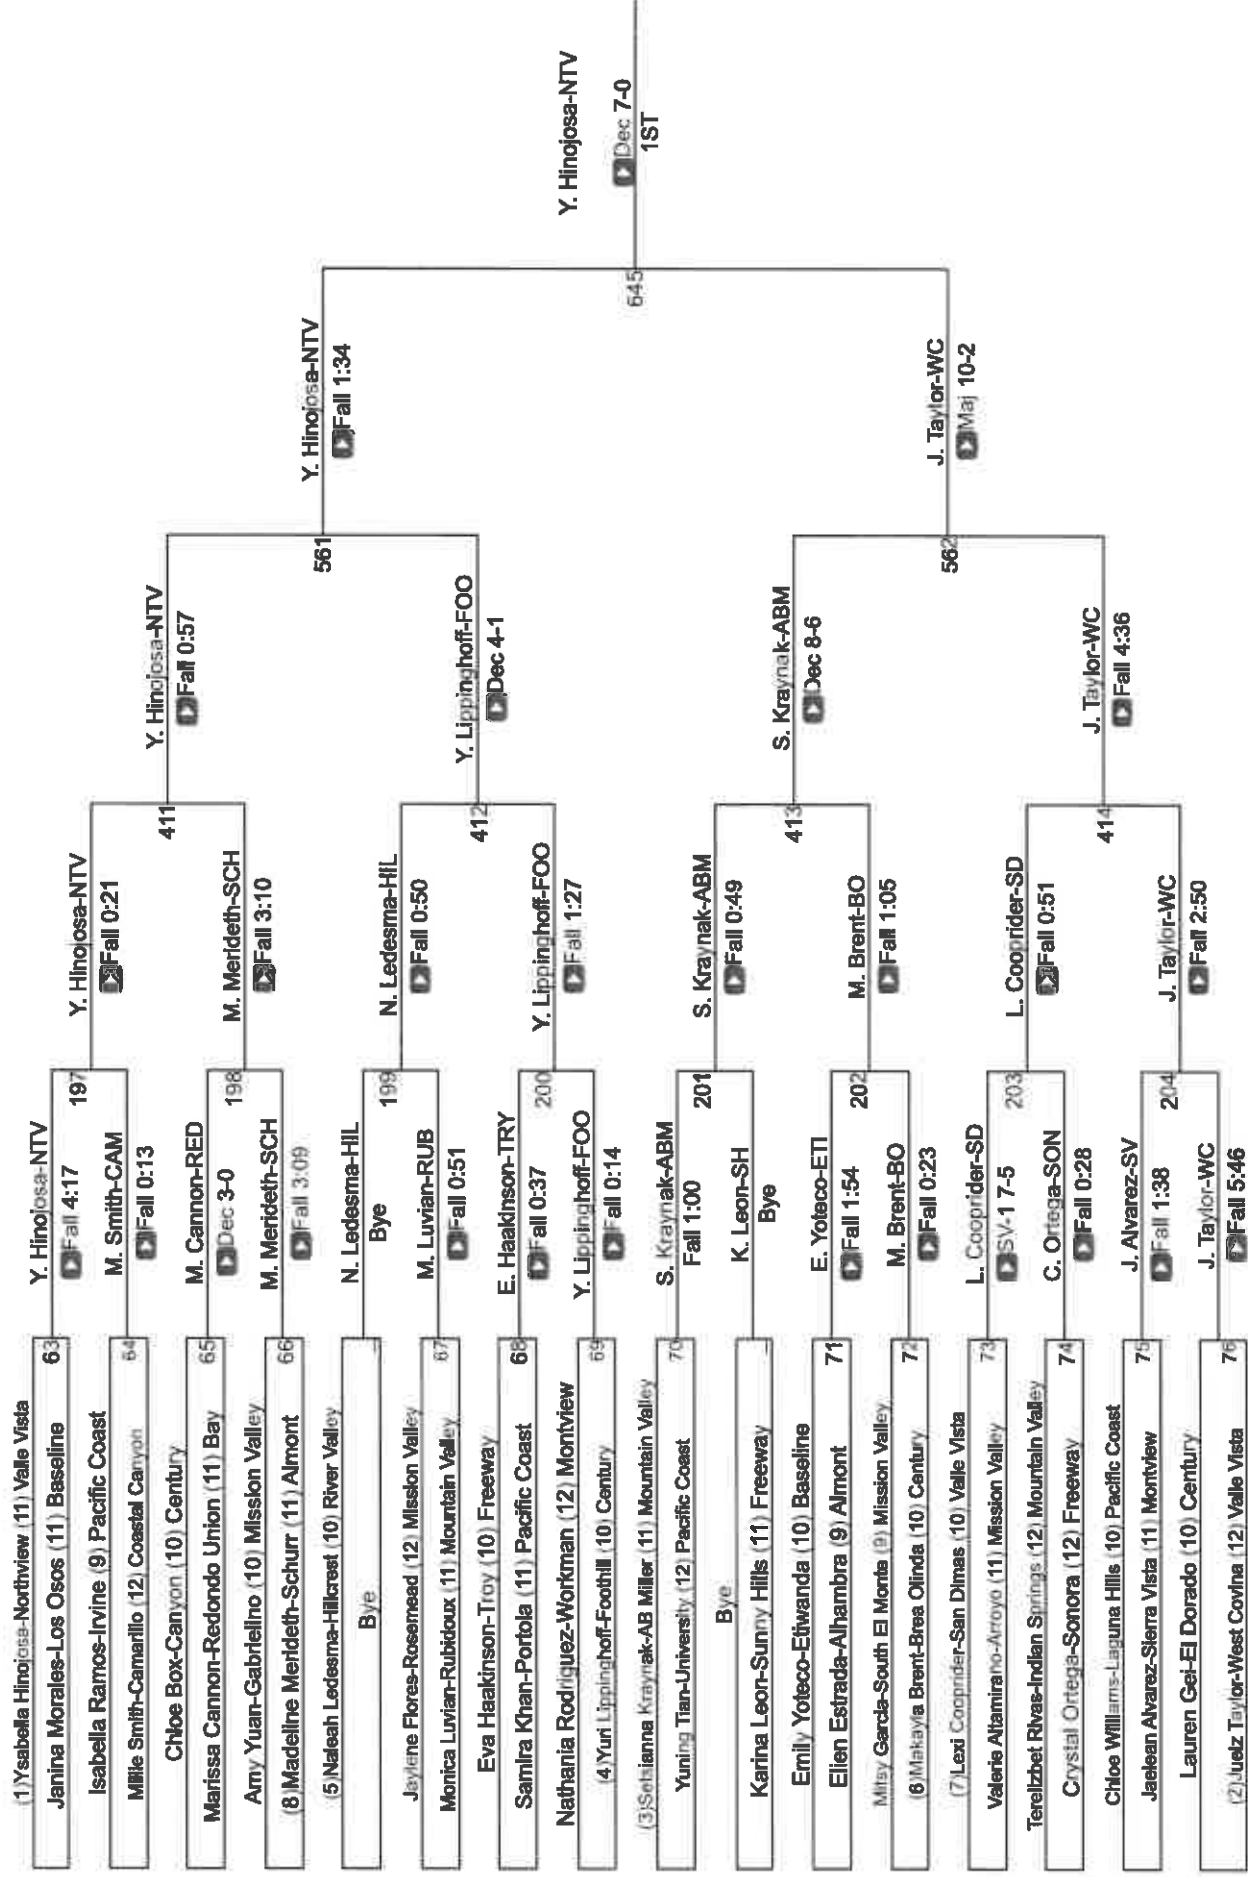 (1)Ysabella Hinojosa-Northview (11) Valle Vista
Janina Morales-Los Osos (11) Baseline
63
Isabella Ramos-Irvine (9) Pacific Coast
Millie Smith-Camarillo (12) Coastal Canyon
64
Chloe Box-Canyon (10) Century
Marissa Cannon-Redondo Union (11) Bay
65
Amy Yuan-Gabrielino (10) Mission Valley
(8)Madeline Merideth-Schurr (11) Almont
66
(5)Naleah Ledesma-Hillcrest (10) River Valley
Bye
Jaylene Flores-Rosemead (12) Mission Valley
Monica Luvian-Rubidoux (11) Mountain Valley
67
Eva Haakinson-Troy (10) Freeway
Samira Khan-Portola (11) Pacific Coast
68
Nathania Rodriguez-Workman (12) Montview
(4)Yuri Lippinghoff-Foothill (10) Century
69
(3)Seisianna Kraynak-AB Miller (11) Mountain Valley
Yuning Tian-University (12) Pacific Coast
70
Bye
Karina Leon-Sunny Hills (11) Freeway
Emily Yoteco-Etiwanda (10) Baseline
Ellen Estrada-Alhambra (9) Almont
71
Mitsy Garcia-South El Monte (9) Mission Valley
(6)Makayla Brent-Brea Olinda (10) Century
72
(7)Lexi Cooprider-San Dimas (10) Valle Vista
Valerie Altamirano-Arroyo (11) Mission Valley
73
Terelizbet Rivas-Indian Springs (12) Mountain Valley
Crystal Ortega-Sonora (12) Freeway
74
Chloe Williams-Laguna Hills (10) Pacific Coast
Jaelean Alvarez-Sierra Vista (11) Montview
75
Lauren Gei-El Dorado (10) Century
(2)Juelz Taylor-West Covina (12) Valle Vista
76
Y. Hinojosa-NTV
Fall 4:17
197
M. Smith-CAM
Fall 0:13
M. Cannon-RED
Dec 3-0
198
M. Merideth-SCH
Fall 3:09
N. Ledesma-HIL
Bye
199
M. Luvian-RUB
Fall 0:51
E. Haakinson-TRY
Fall 0:37
200
Y. Lippinghoff-FOO
Fall 0:14
S. Kraynak-ABM
Fall 1:00
201
K. Leon-SH
Bye
E. Yoteco-ETI
Fall 1:54
202
M. Brent-BO
Fall 0:23
L. Cooprider-SD
SV-1 7-5
203
C. Ortega-SON
Fall 0:28
J. Alvarez-SV
Fall 1:38
204
J. Taylor-WC
Fall 5:46
Y. Hinojosa-NTV
Fall 0:21
411
M. Merideth-SCH
Fall 3:10
N. Ledesma-HIL
Fall 0:50
412
Y. Lippinghoff-FOO
Fall 1:27
S. Kraynak-ABM
Fall 0:49
413
M. Brent-BO
Fall 1:05
L. Cooprider-SD
Fall 0:51
414
J. Taylor-WC
Fall 2:50
Y. Hinojosa-NTV
Fall 0:57
561
Y. Lippinghoff-FOO
Dec 4-1
S. Kraynak-ABM
Dec 8-6
562
J. Taylor-WC
Fall 4:36
Y. Hinojosa-NTV
Fall 1:34
645
J. Taylor-WC
Maj 10-2
Y. Hinojosa-NTV
Dec 7-0
1ST